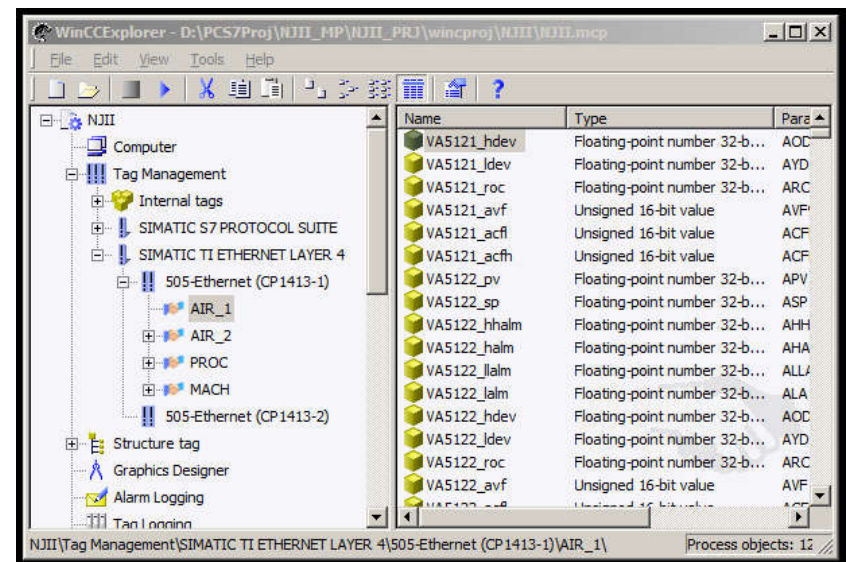 WinCCExplorer - D:\PCS7Proj\NJII_MP\NJII_PRJ\wincproj\NJII\NJII.mcp
File Edit View Tools Help
NJII
Computer
Tag Management
Internal tags
SIMATIC S7 PROTOCOL SUITE
SIMATIC TI ETHERNET LAYER 4
505-Ethernet (CP1413-1)
AIR_1
AIR_2
PROC
MACH
505-Ethernet (CP1413-2)
Structure tag
Graphics Designer
Alarm Logging
Tag Logging
Name Type Para
VA5121_hdev Floating-point number 32-b... AOD
VA5121_ldev Floating-point number 32-b... AYD
VA5121_roc Floating-point number 32-b... ARC
VA5121_avf Unsigned 16-bit value AVF
VA5121_acfl Unsigned 16-bit value ACF
VA5121_acfh Unsigned 16-bit value ACF
VA5122_pv Floating-point number 32-b... APV
VA5122_sp Floating-point number 32-b... ASP
VA5122_hhalm Floating-point number 32-b... AHH
VA5122_halm Floating-point number 32-b... AHA
VA5122_llalm Floating-point number 32-b... ALLA
VA5122_lalm Floating-point number 32-b... ALA
VA5122_hdev Floating-point number 32-b... AOD
VA5122_ldev Floating-point number 32-b... AYD
VA5122_roc Floating-point number 32-b... ARC
VA5122_avf Unsigned 16-bit value AVF
NJII\Tag Management\SIMATIC TI ETHERNET LAYER 4\505-Ethernet (CP1413-1)\AIR_1\ Process objects: 12